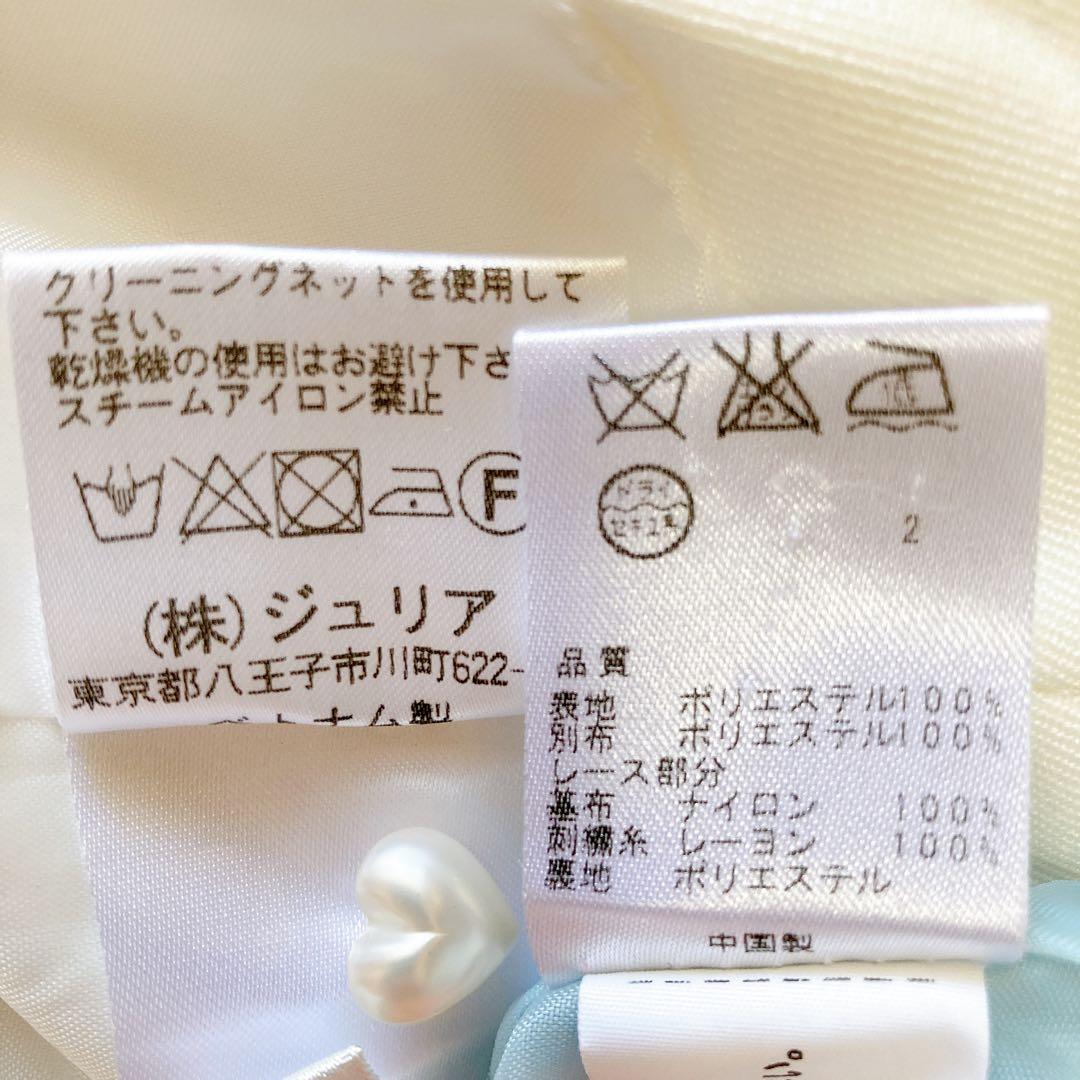 クリーニングネットを使用して
下さい。
乾燥機の使用はお避け下さ
スチームアイロン禁止
F
(株)ジュリア
東京都八王子市川町622-
ベトナム製
ドライ
セキユ系
2
品質
表地 ポリエステル100%
別布 ポリエステル100%
レース部分
基布 ナイロン 100%
刺繍糸 レーヨン 100%
裏地 ポリエステル
中国製